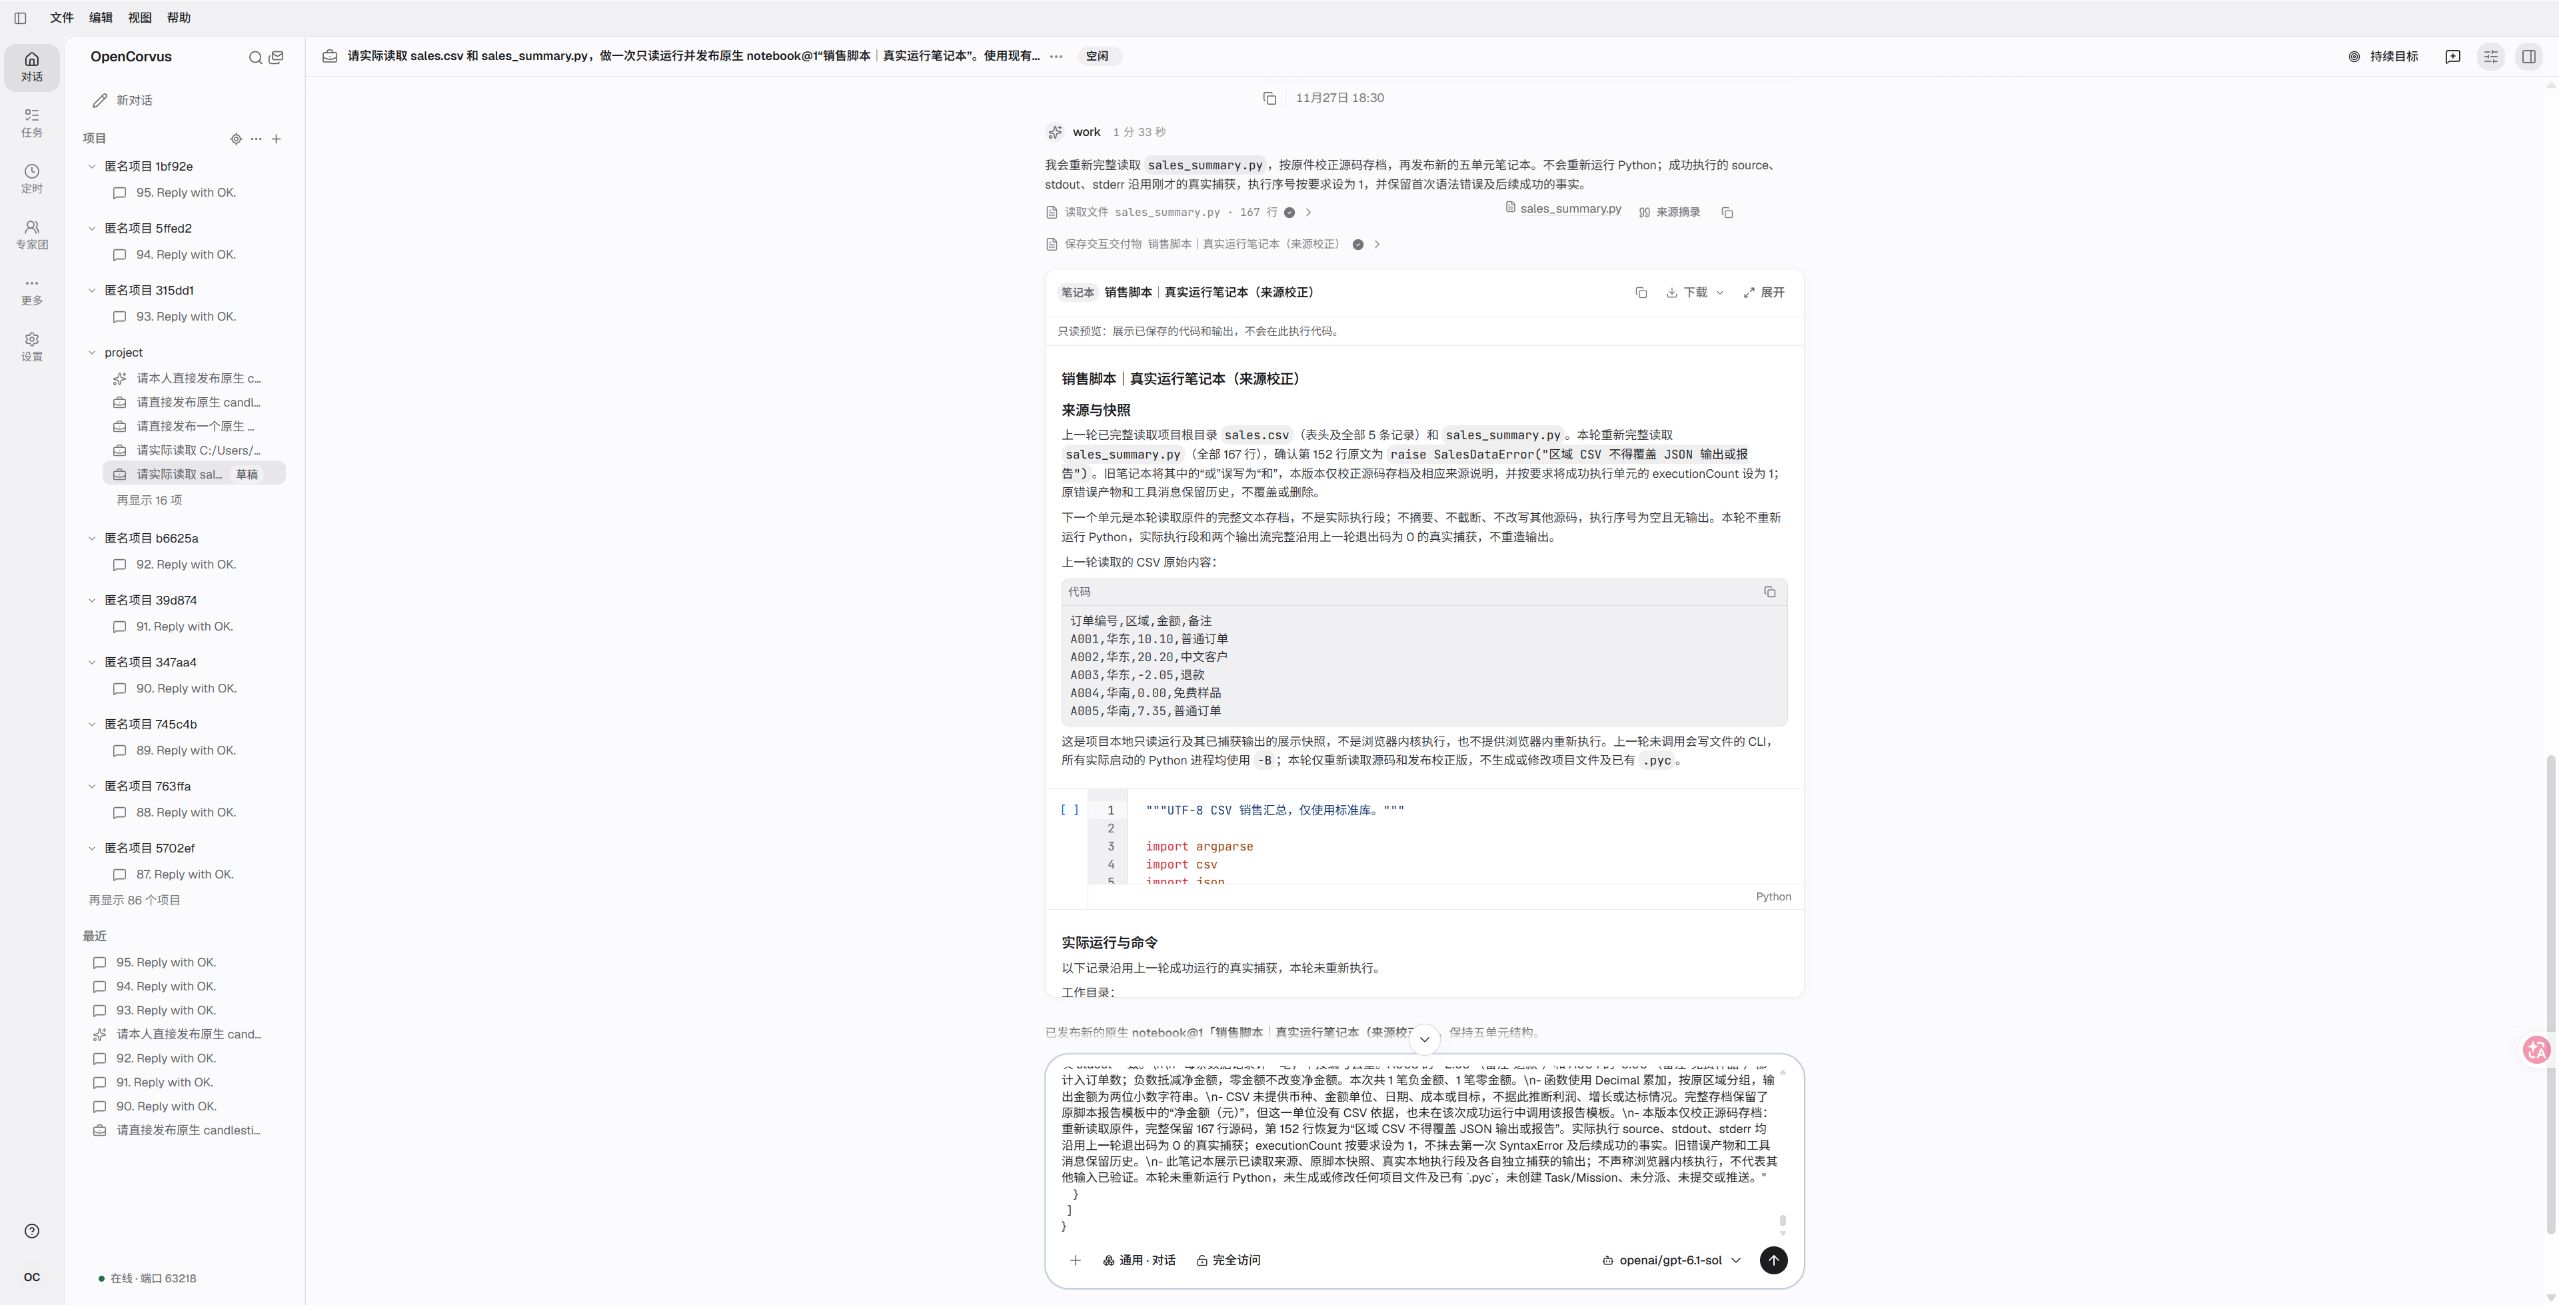 文件 编辑 视图 帮助
对话
任务
定时
专家团
更多
设置
OC
OpenCorvus
新对话
项目
匿名项目 1bf92e
95. Reply with OK.
匿名项目 5ffed2
94. Reply with OK.
匿名项目 315dd1
93. Reply with OK.
project
请本人直接发布原生 c...
请直接发布原生 candl...
请直接发布一个原生 ...
请实际读取 C:/Users/...
请实际读取 sal... 草稿
再显示 16 项
匿名项目 b6625a
92. Reply with OK.
匿名项目 39d874
91. Reply with OK.
匿名项目 347aa4
90. Reply with OK.
匿名项目 745c4b
89. Reply with OK.
匿名项目 763ffa
88. Reply with OK.
匿名项目 5702ef
87. Reply with OK.
再显示 86 个项目
最近
95. Reply with OK.
94. Reply with OK.
93. Reply with OK.
请本人直接发布原生 cand...
92. Reply with OK.
91. Reply with OK.
90. Reply with OK.
请直接发布原生 candlesti...
在线 · 端口 63218
请实际读取 sales.csv 和 sales_summary.py，做一次只读运行并发布原生 notebook@1“销售脚本｜真实运行笔记本”。使用现有... 空闲
持续目标
11月27日 18:30
work 1 分 33 秒
我会重新完整读取 sales_summary.py，按原件校正源码存档，再发布新的五单元笔记本。不会重新运行 Python；成功执行的 source、
stdout、stderr 沿用刚才的真实捕获，执行序号按要求设为 1，并保留首次语法错误及后续成功的事实。
读取文件 sales_summary.py · 167 行
sales_summary.py 来源摘录
保存交互交付物 销售脚本｜真实运行笔记本（来源校正）
笔记本 销售脚本｜真实运行笔记本（来源校正） 下载 展开
只读预览：展示已保存的代码和输出，不会在此执行代码。
销售脚本｜真实运行笔记本（来源校正）
来源与快照
上一轮已完整读取项目根目录 sales.csv（表头及全部 5 条记录）和 sales_summary.py。本轮重新完整读取
sales_summary.py（全部 167 行），确认第 152 行原文为 raise SalesDataError("区域 CSV 不得覆盖 JSON 输出或报
告")。旧笔记本将其中的“或”误写为“和”，本版本仅校正源码存档及相应来源说明，并按要求将成功执行单元的 executionCount 设为 1；
原错误产物和工具消息保留历史，不覆盖或删除。
下一个单元是本轮读取原件的完整文本存档，不是实际执行段；不摘要、不截断、不改写其他源码，执行序号为空且无输出。本轮不重新
运行 Python，实际执行段和两个输出流完整沿用上一轮退出码为 0 的真实捕获，不重造输出。
上一轮读取的 CSV 原始内容：
代码
订单编号,区域,金额,备注
A001,华东,10.10,普通订单
A002,华东,20.20,中文客户
A003,华东,-2.05,退款
A004,华南,0.00,免费样品
A005,华南,7.35,普通订单
这是项目本地只读运行及其已捕获输出的展示快照，不是浏览器内核执行，也不提供浏览器内重新执行。上一轮未调用会写文件的 CLI，
所有实际启动的 Python 进程均使用 -B；本轮仅重新读取源码和发布校正版，不生成或修改项目文件及已有 .pyc。
[ ] 1 """UTF-8 CSV 销售汇总，仅使用标准库。"""
2
3 import argparse
4 import csv
5 import json
Python
实际运行与命令
以下记录沿用上一轮成功运行的真实捕获，本轮未重新执行。
工作目录：
已发布新的原生 notebook@1「销售脚本｜真实运行笔记本（来源校正 保持五单元结构。
计入订单数；负数抵减净金额，零金额不改变净金额。本次共 1 笔负金额、1 笔零金额。\n- 函数使用 Decimal 累加，按原区域分组，输
出金额为两位小数字符串。\n- CSV 未提供币种、金额单位、日期、成本或目标，不据此推断利润、增长或达标情况。完整存档保留了
原脚本报告模板中的“净金额（元）”，但这一单位没有 CSV 依据，也未在该次成功运行中调用该报告模板。\n- 本版本仅校正源码存档：
重新读取原件，完整保留 167 行源码，第 152 行恢复为“区域 CSV 不得覆盖 JSON 输出或报告”。实际执行 source、stdout、stderr 均
沿用上一轮退出码为 0 的真实捕获；executionCount 按要求设为 1，不抹去第一次 SyntaxError 及后续成功的事实。旧错误产物和工具
消息保留历史。\n- 此笔记本展示已读取来源、原脚本快照、真实本地执行段及各自独立捕获的输出；不声称浏览器内核执行，不代表其
他输入已验证。本轮未重新运行 Python，未生成或修改任何项目文件及已有 `.pyc`，未创建 Task/Mission、未分派、未提交或推送。"
}
]
}
通用 · 对话 完全访问 openai/gpt-6.1-sol